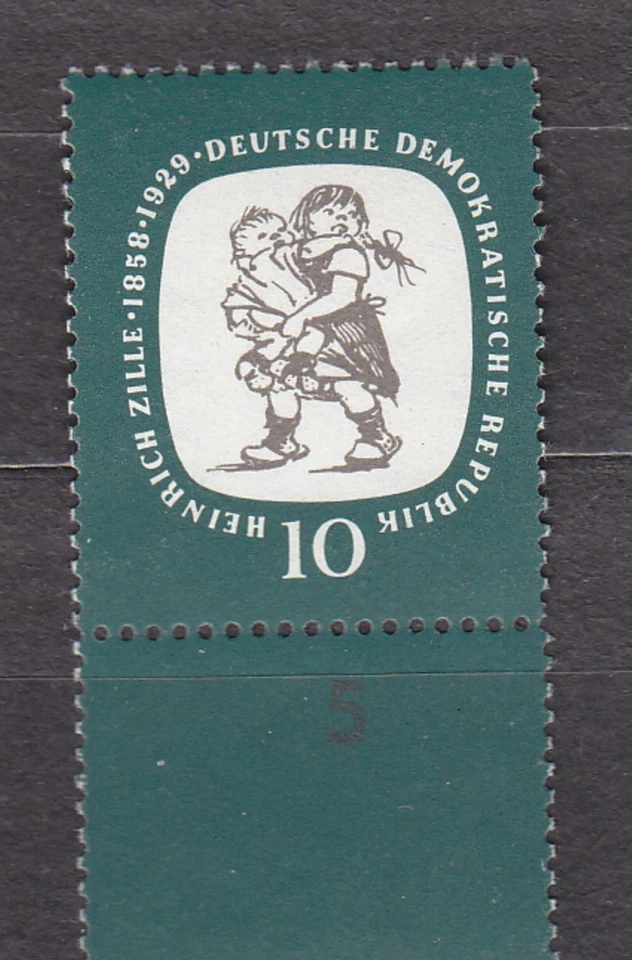 HEINRICH ZILLE · 1858 · 1929 · DEUTSCHE DEMOKRATISCHE REPUBLIK
10
5